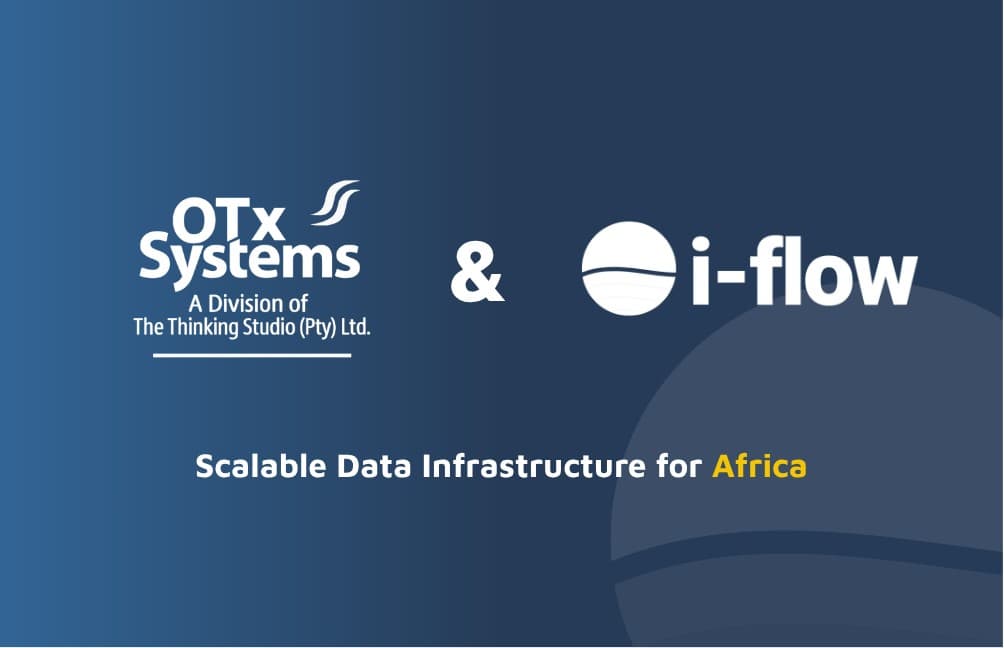 OTx
Systems
A Division of
The Thinking Studio (Pty) Ltd.
&
i-flow
Scalable Data Infrastructure for Africa